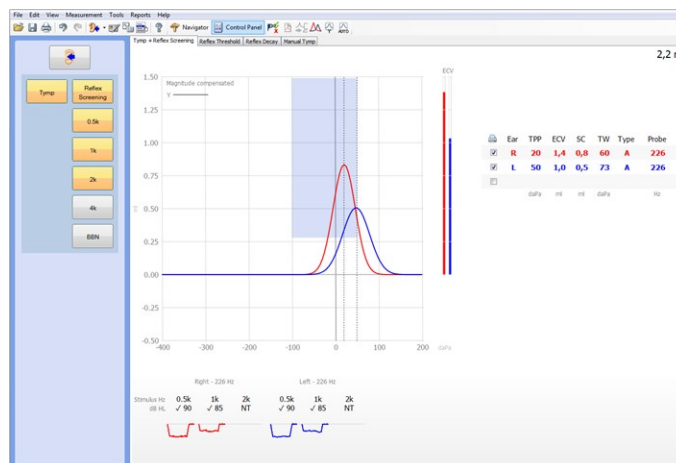 File Edit View Measurement Tools Reports Help
Navigator Control Panel
Tymp + Reflex Screening Reflex Threshold Reflex Decay Manual Tymp
2,2
Tymp
Reflex Screening
0.5k
1k
2k
4k
BBN
Magnitude compensated
Y
1.50
1.25
1.00
0.75
0.50
0.25
0.00
-0.25
-0.50
ml
-400 -300 -200 -100 0 100 200 daPa
ECV
Ear TPP ECV SC TW Type Probe
R 20 1,4 0,8 60 A 226
L 50 1,0 0,5 73 A 226
daPa ml ml daPa Hz
Right - 226 Hz Left - 226 Hz
Stimulus Hz 0.5k 1k 2k 0.5k 1k 2k
dB HL ✓ 90 ✓ 85 NT ✓ 90 ✓ 85 NT